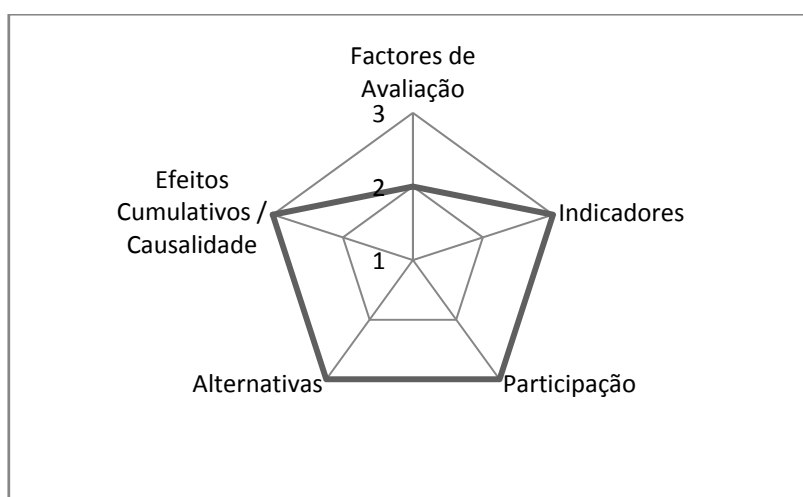 Factores de
Avaliação
3
Efeitos
Cumulativos /
Causalidade
2
Indicadores
1
Alternativas
Participação